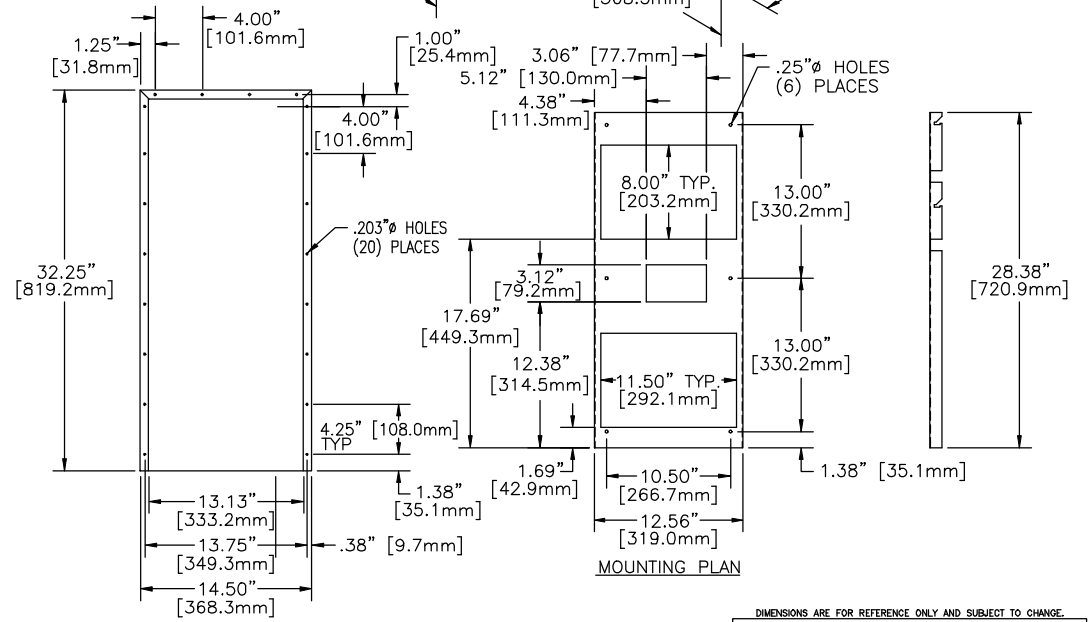 4.00"
[101.6mm]
1.25"
[31.8mm]
1.00"
[25.4mm]
4.00"
[101.6mm]
.203"ø HOLES
(20) PLACES
32.25"
[819.2mm]
4.25" [108.0mm]
TYP
1.38"
[35.1mm]
13.13"
[333.2mm]
13.75"
[349.3mm]
.38" [9.7mm]
14.50"
[368.3mm]
3.06" [77.7mm]
5.12" [130.0mm]
4.38"
[111.3mm]
.25"ø HOLES
(6) PLACES
8.00" TYP.
[203.2mm]
13.00"
[330.2mm]
3.12"
[79.2mm]
17.69"
[449.3mm]
12.38"
[314.5mm]
13.00"
[330.2mm]
11.50" TYP.
[292.1mm]
1.69"
[42.9mm]
10.50"
[266.7mm]
1.38" [35.1mm]
12.56"
[319.0mm]
MOUNTING PLAN
28.38"
[720.9mm]
DIMENSIONS ARE FOR REFERENCE ONLY AND SUBJECT TO CHANGE.